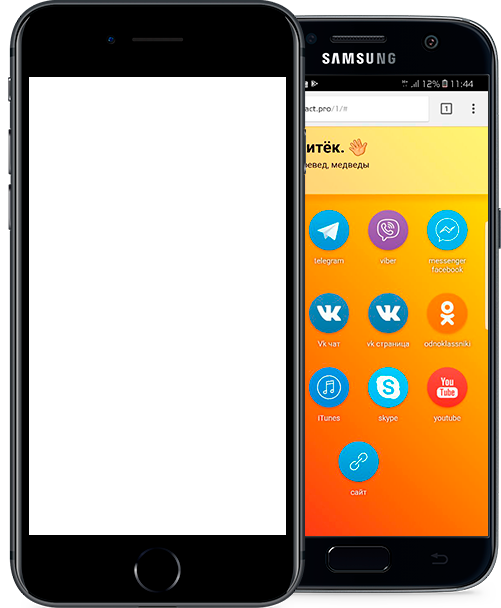 SAMSUNG
12% 11:44
act.pro/1/#
1
итёк. 👋
евед, медведы
telegram
viber
messenger
facebook
Vk чат
vk страница
odnoklassniki
iTunes
skype
You
Tube
youtube
сайт